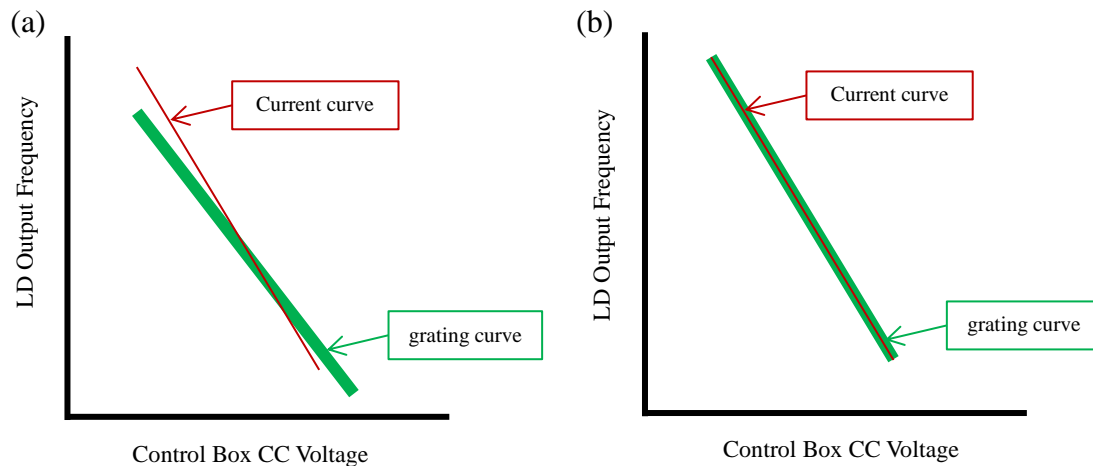 (a)
LD Output Frequency
Current curve
grating curve
Control Box CC Voltage
(b)
LD Output Frequency
Current curve
grating curve
Control Box CC Voltage